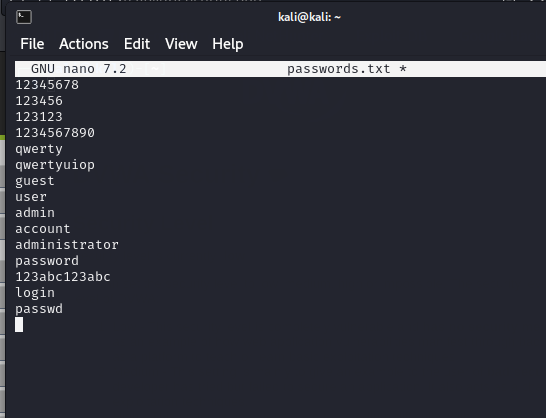 kali@kali: ~
File Actions Edit View Help
GNU nano 7.2 passwords.txt *
12345678
123456
123123
1234567890
qwerty
qwertyuiop
guest
user
admin
account
administrator
password
123abc123abc
login
passwd